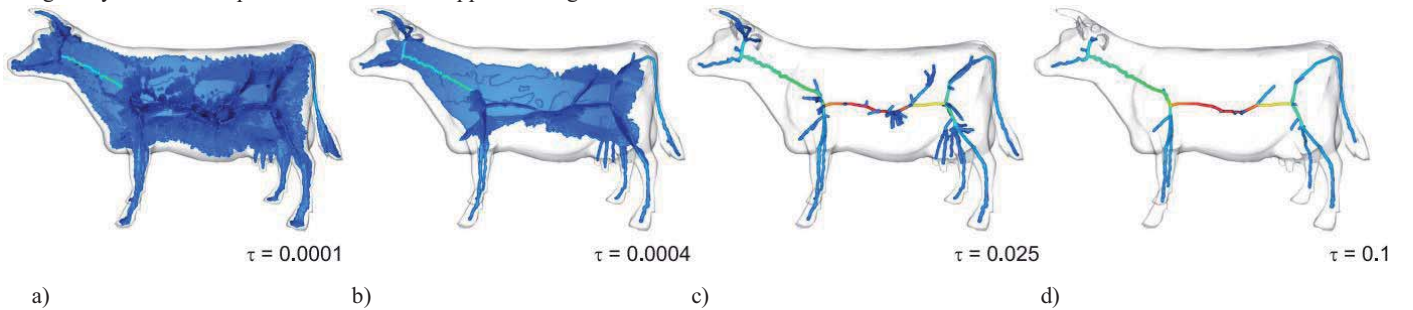 τ = 0.0001
τ = 0.0004
τ = 0.025
τ = 0.1
a)
b)
c)
d)